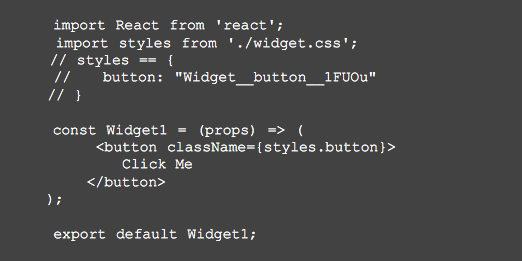 import React from 'react';
import styles from './widget.css';
// styles == {
//    button: "Widget__button__1FUOu"
// }
const Widget1 = (props) => (
<button className={styles.button}>
Click Me
</button>
);
export default Widget1;